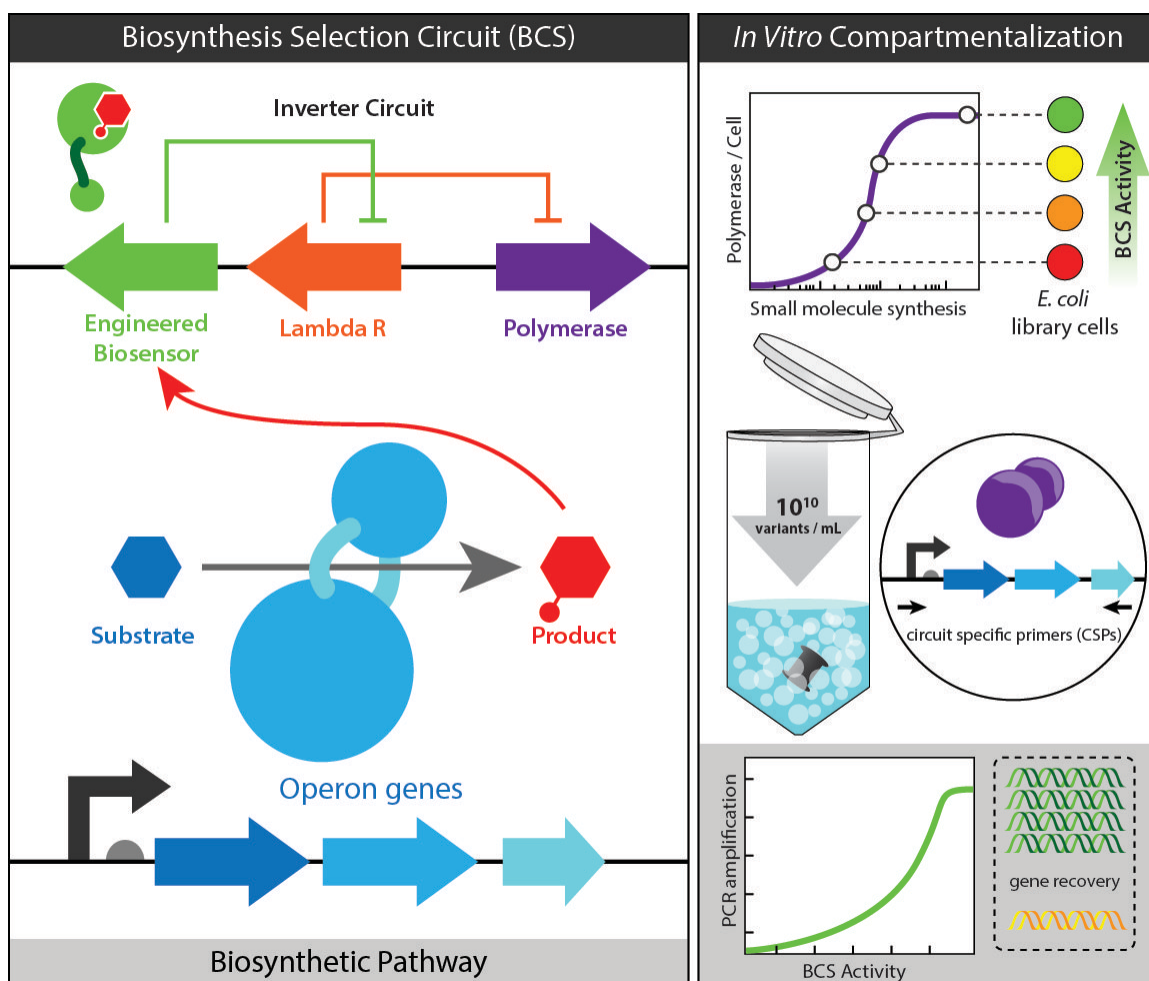 Biosynthesis Selection Circuit (BCS)
Inverter Circuit
Engineered
Biosensor
Lambda R
Polymerase
Substrate
Product
Operon genes
Biosynthetic Pathway
In Vitro Compartmentalization
Polymerase / Cell
Small molecule synthesis
BCS Activity
E. coli
library cells
10¹⁰
variants / mL
circuit specific primers (CSPs)
PCR amplification
BCS Activity
gene recovery